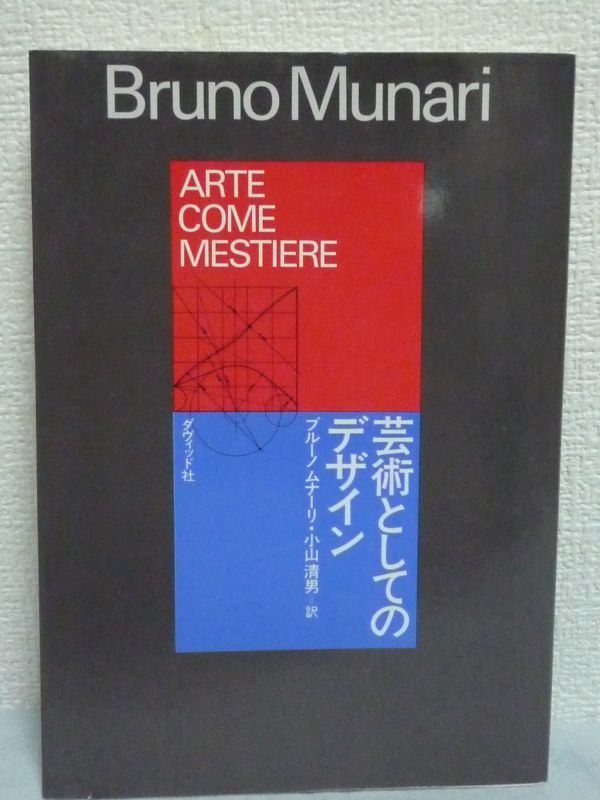 Bruno Munari
ARTE
COME
MESTIERE
芸術としての
デザイン
ブルーノ ムナーリ・小山清男＝訳
ダヴィッド社